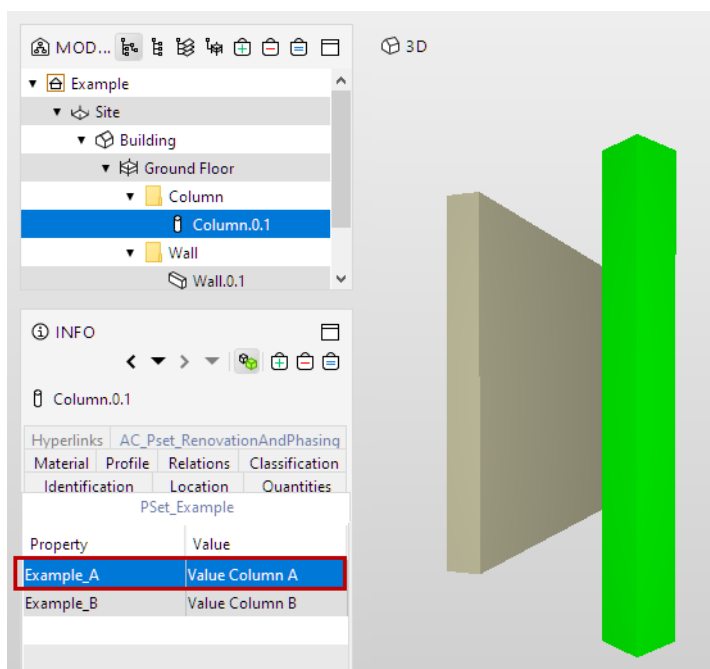 MOD...
3D
Example
Site
Building
Ground Floor
Column
Column.0.1
Wall
Wall.0.1
INFO
Column.0.1
Hyperlinks AC_Pset_RenovationAndPhasing
Material Profile Relations Classification
Identification Location Quantities
PSet_Example
Property Value
Example_A Value Column A
Example_B Value Column B